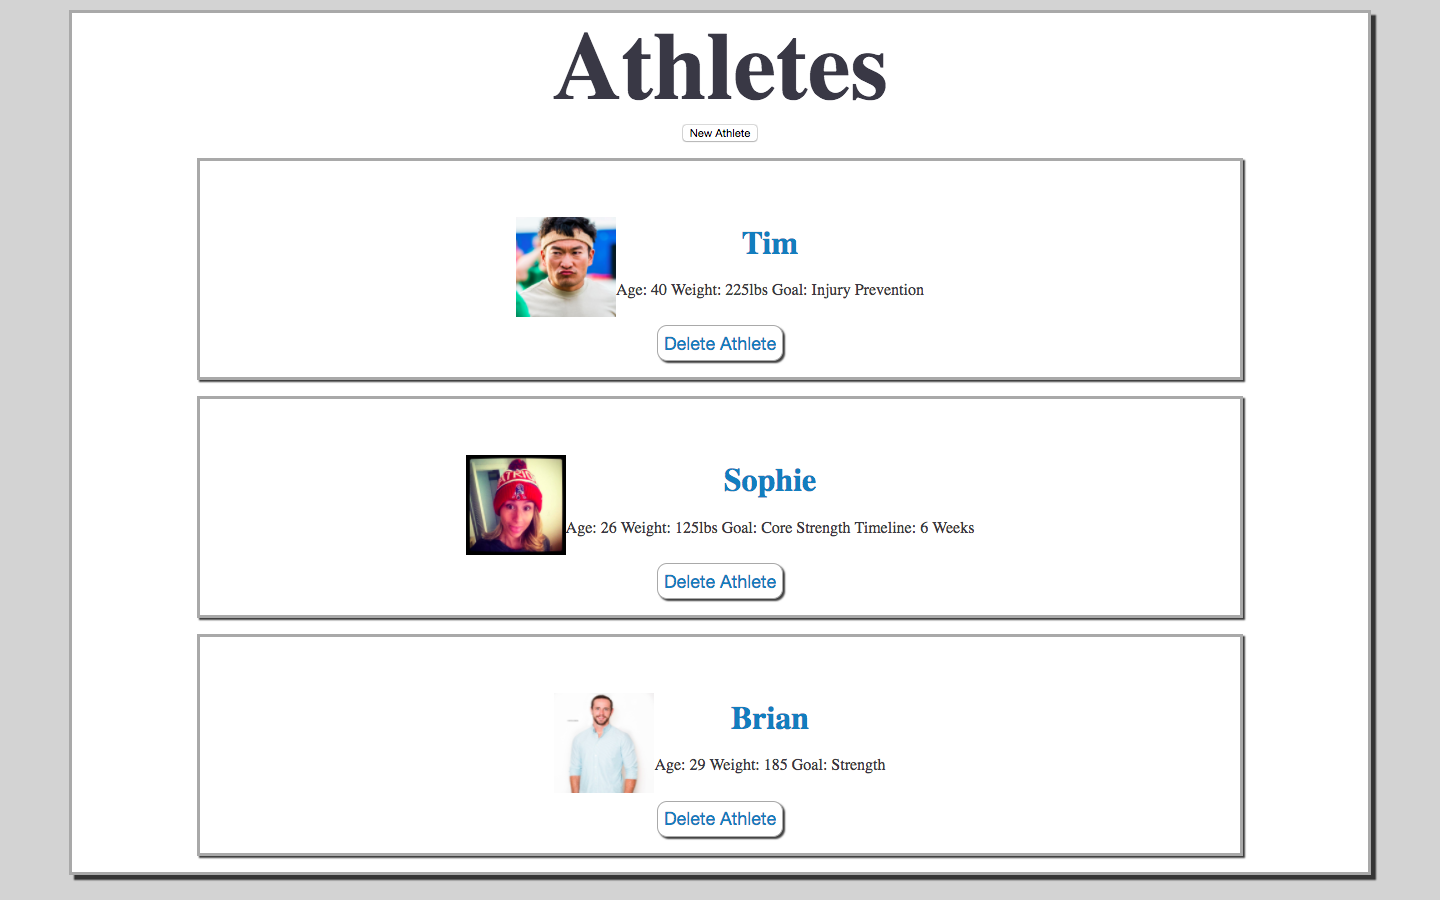 Athletes
New Athlete
Tim
Age: 40 Weight: 225lbs Goal: Injury Prevention
Delete Athlete
Sophie
Age: 26 Weight: 125lbs Goal: Core Strength Timeline: 6 Weeks
Delete Athlete
Brian
Age: 29 Weight: 185 Goal: Strength
Delete Athlete